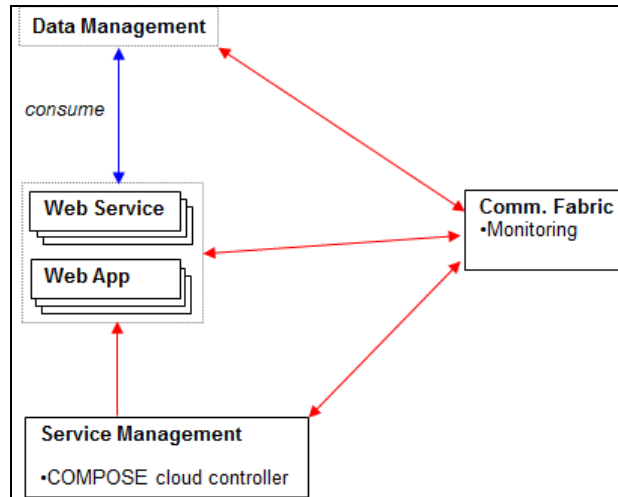 Data Management
consume
Web Service
Web App
Comm. Fabric
•Monitoring
Service Management
•COMPOSE cloud controller